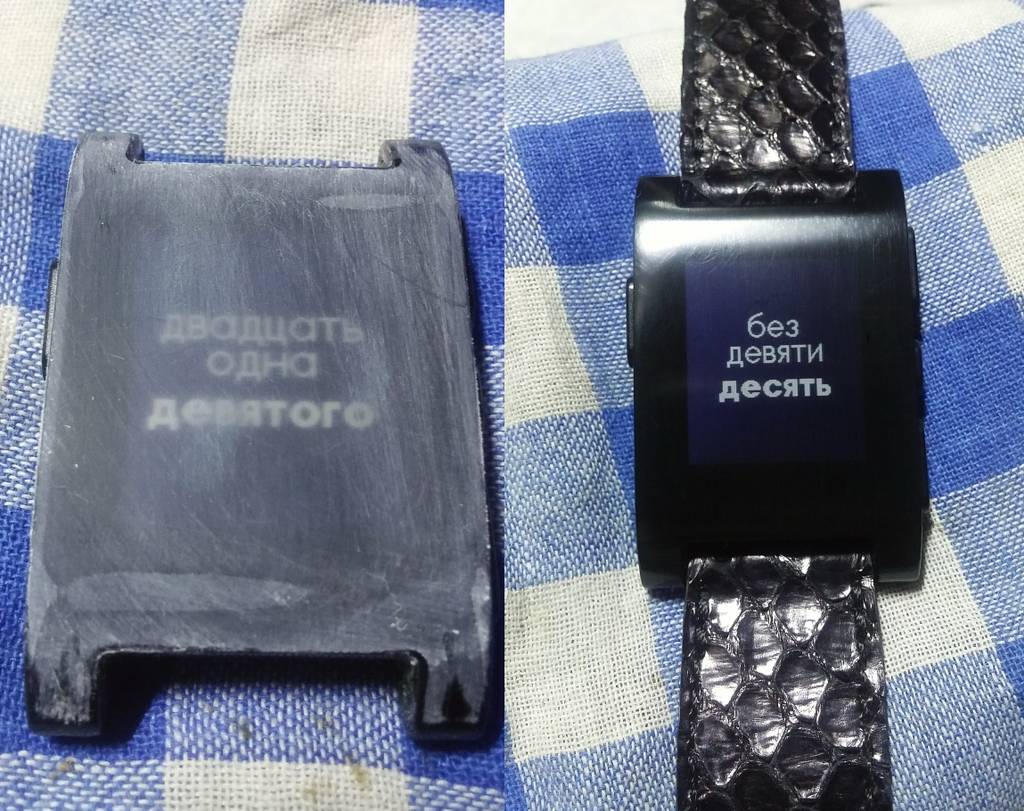 двадцать
одна
девятого
без
девяти
десять